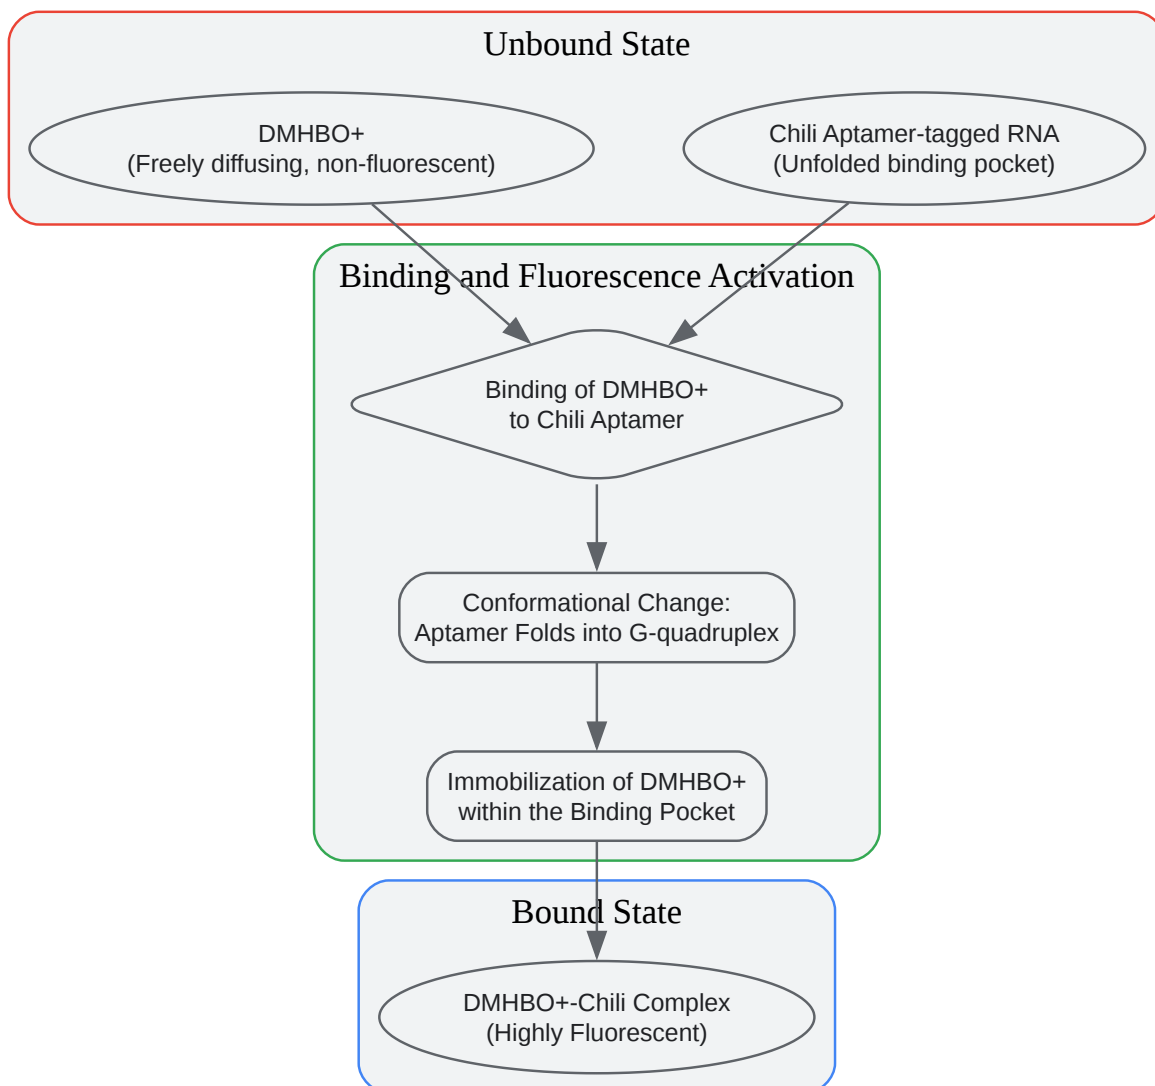 Unbound State
DMHBO+
(Freely diffusing, non-fluorescent)
Chili Aptamer-tagged RNA
(Unfolded binding pocket)
Binding and Fluorescence Activation
Binding of DMHBO+
to Chili Aptamer
Conformational Change:
Aptamer Folds into G-quadruplex
Immobilization of DMHBO+
within the Binding Pocket
Bound State
DMHBO+-Chili Complex
(Highly Fluorescent)